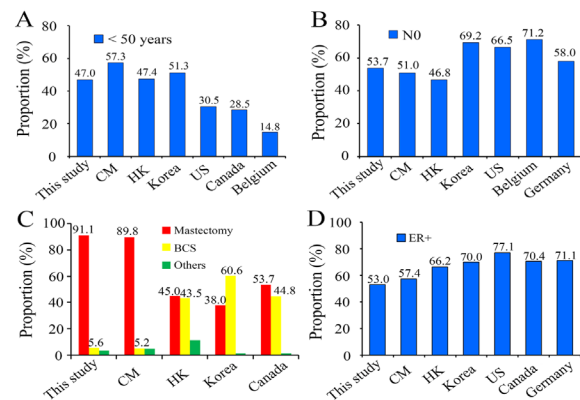 A
Proportion (%)
80
60
40
20
0
< 50 years
47.0
57.3
47.4
51.3
30.5
28.5
14.8
This study
CM
HK
Korea
US
Canada
Belgium
B
Proportion (%)
80
60
40
20
0
N0
53.7
51.0
46.8
69.2
66.5
71.2
58.0
This study
CM
HK
Korea
US
Belgium
Germany
C
Proportion (%)
100
80
60
40
20
0
Mastectomy
BCS
Others
91.1
5.6
89.8
5.2
45.0
43.5
38.0
60.6
53.7
44.8
This study
CM
HK
Korea
Canada
D
Proportion (%)
100
80
60
40
20
0
ER+
53.0
57.4
66.2
70.0
77.1
70.4
71.1
This study
CM
HK
Korea
US
Canada
Germany